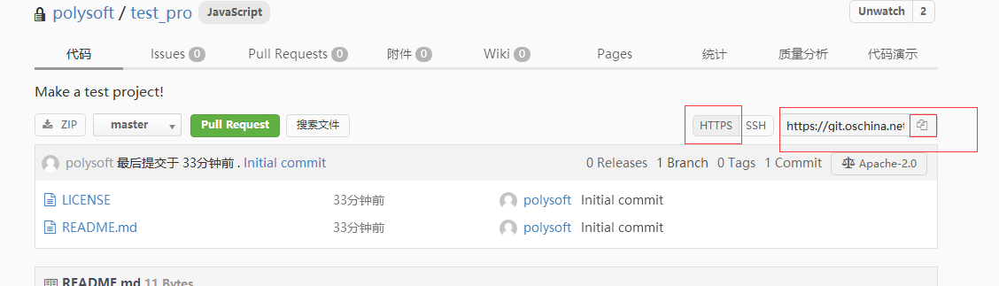 polysoft / test_pro JavaScript Unwatch 2
代码 Issues 0 Pull Requests 0 附件 0 Wiki 0 Pages 统计 质量分析 代码演示
Make a test project!
ZIP master Pull Request 搜索文件 HTTPS SSH https://git.oschina.net
polysoft 最后提交于 33分钟前 . Initial commit 0 Releases 1 Branch 0 Tags 1 Commit Apache-2.0
LICENSE 33分钟前 polysoft Initial commit
README.md 33分钟前 polysoft Initial commit
README.md 11 Bytes